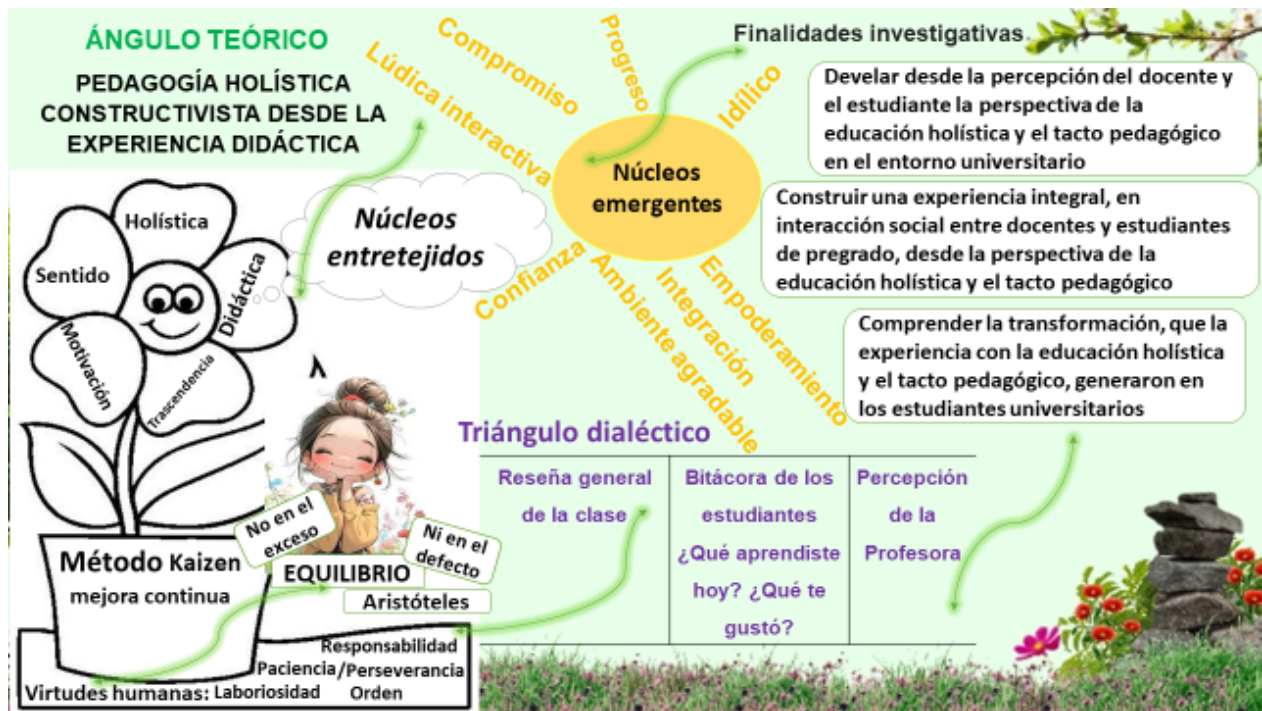 ÁNGULO TEÓRICO
PEDAGOGÍA HOLÍSTICA
CONSTRUCTIVISTA DESDE LA
EXPERIENCIA DIDÁCTICA
Holística
Sentido
Didáctica
Motivación
Trascendencia
Núcleos
entretejidos
Método Kaizen
mejora continua
No en el
exceso
Ni en el
defecto
EQUILIBRIO
Aristóteles
Responsabilidad
Paciencia/Perseverancia
Virtudes humanas: Laboriosidad Orden
Lúdica interactiva
Compromiso
Progreso
Idílico
Núcleos
emergentes
Confianza
Ambiente agradable
Integración
Empoderamiento
Finalidades investigativas
Develar desde la percepción del docente y
el estudiante la perspectiva de la
educación holística y el tacto pedagógico
en el entorno universitario
Construir una experiencia integral, en
interacción social entre docentes y estudiantes
de pregrado, desde la perspectiva de la
educación holística y el tacto pedagógico
Comprender la transformación, que la
experiencia con la educación holística
y el tacto pedagógico, generaron en
los estudiantes universitarios
Triángulo dialéctico
Reseña general
de la clase
Bitácora de los
estudiantes
¿Qué aprendiste
hoy? ¿Qué te
gustó?
Percepción
de la
Profesora